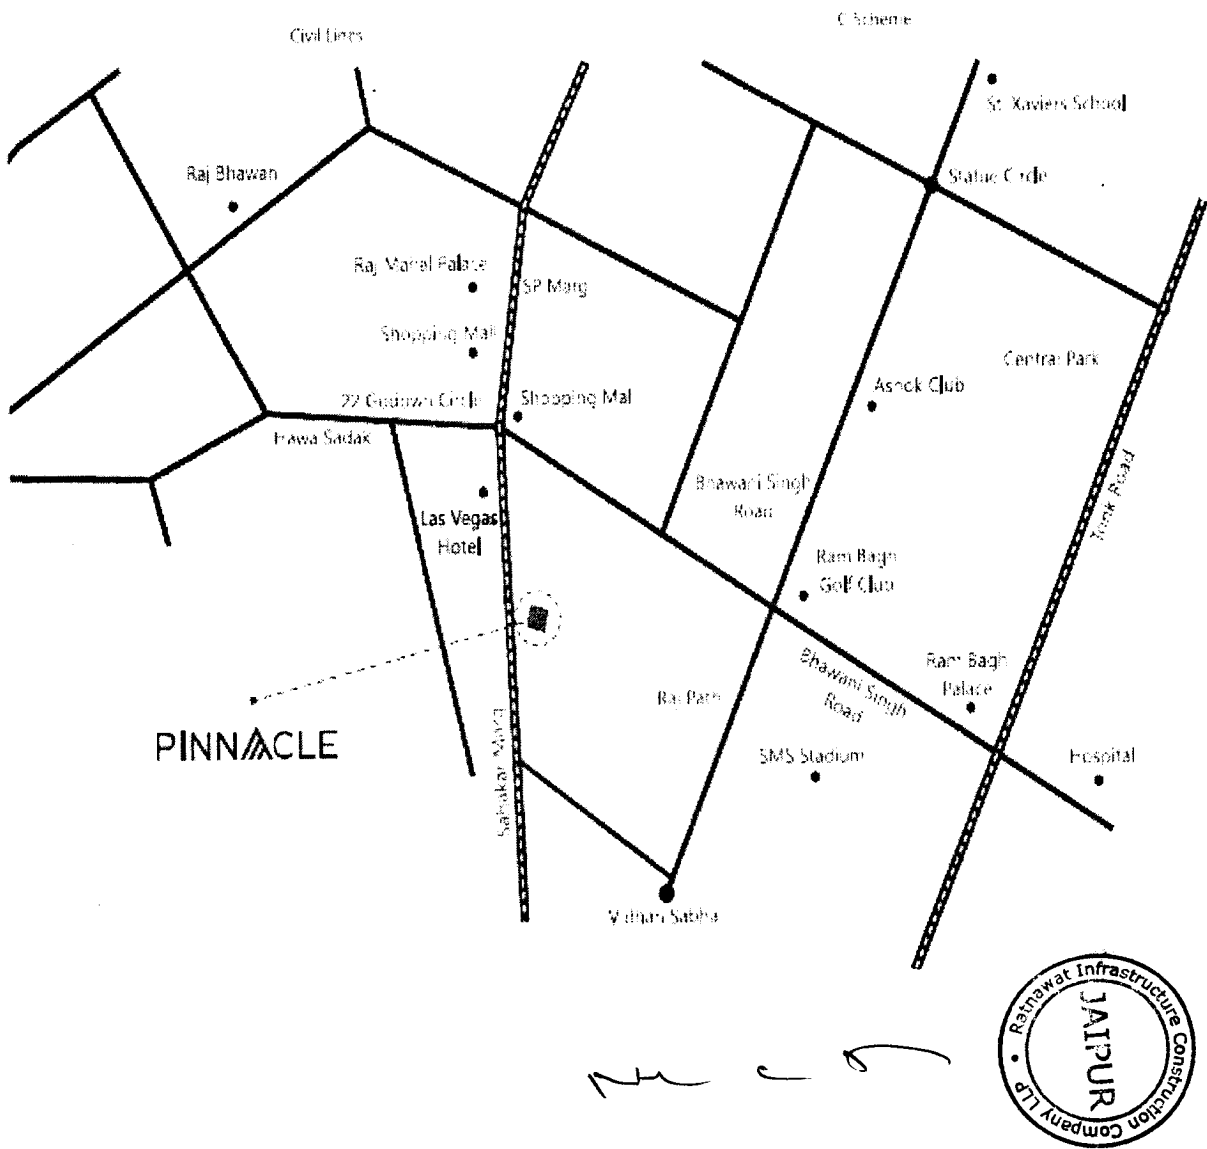 C Scheme
Civil Lines
St. Xaviers School
Raj Bhawan
Statue Circle
Raj Mahal Palace
SP Marg
Shopping Mall
Central Park
Ashok Club
22 Godown Circle
Shopping Mall
Hawa Sadak
Bhawani Singh
Road
Tonk Road
Las Vegas
Hotel
Ram Bagh
Golf Club
Bhawani Singh
Road
Ram Bagh
Palace
Raj Path
PINNACLE
SMS Stadium
Hospital
Sahakar Marg
Vidhan Sabha
Ratnawat Infrastructure Construction Company LLP
JAIPUR